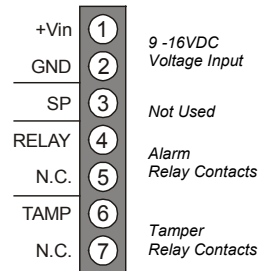 +Vin 1
9 -16VDC
GND 2
Voltage Input
SP 3
Not Used
RELAY 4
Alarm
N.C. 5
Relay Contacts
TAMP 6
Tamper
N.C. 7
Relay Contacts